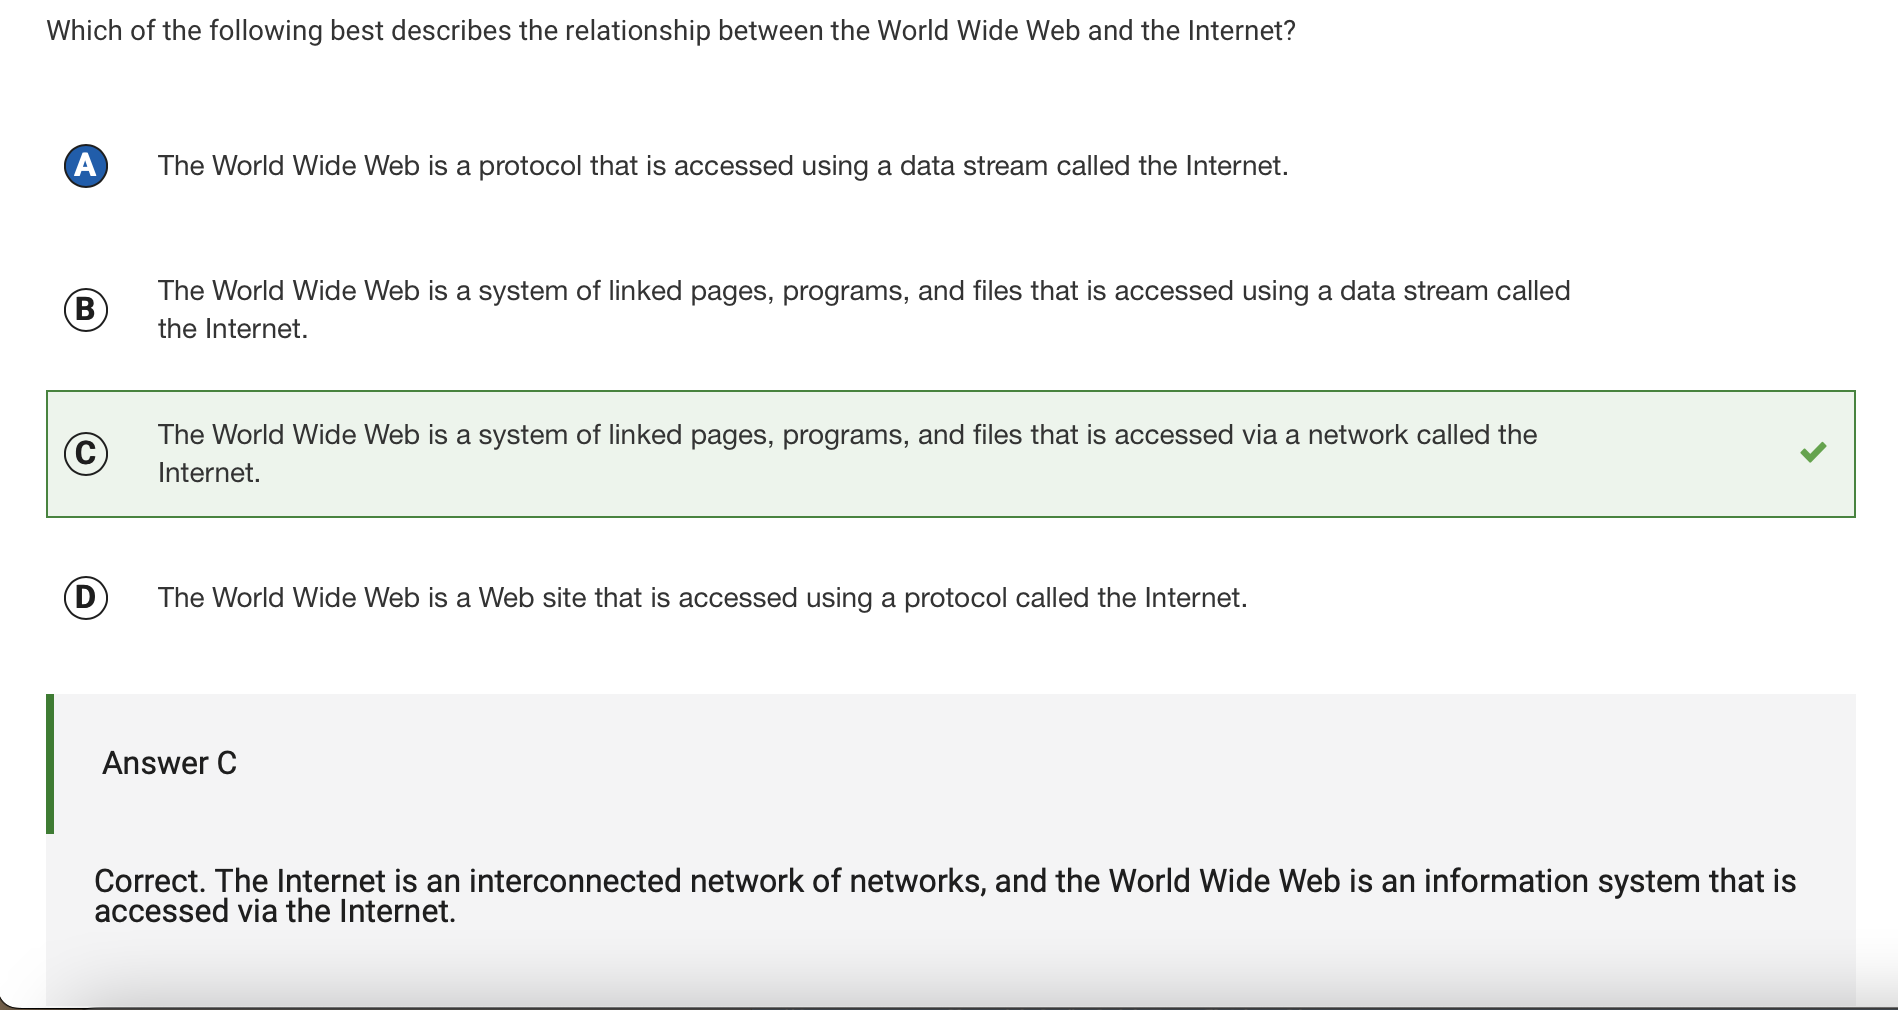 Which of the following best describes the relationship between the World Wide Web and the Internet?
A The World Wide Web is a protocol that is accessed using a data stream called the Internet.
B The World Wide Web is a system of linked pages, programs, and files that is accessed using a data stream called
the Internet.
C The World Wide Web is a system of linked pages, programs, and files that is accessed via a network called the
Internet.
D The World Wide Web is a Web site that is accessed using a protocol called the Internet.
Answer C
Correct. The Internet is an interconnected network of networks, and the World Wide Web is an information system that is
accessed via the Internet.